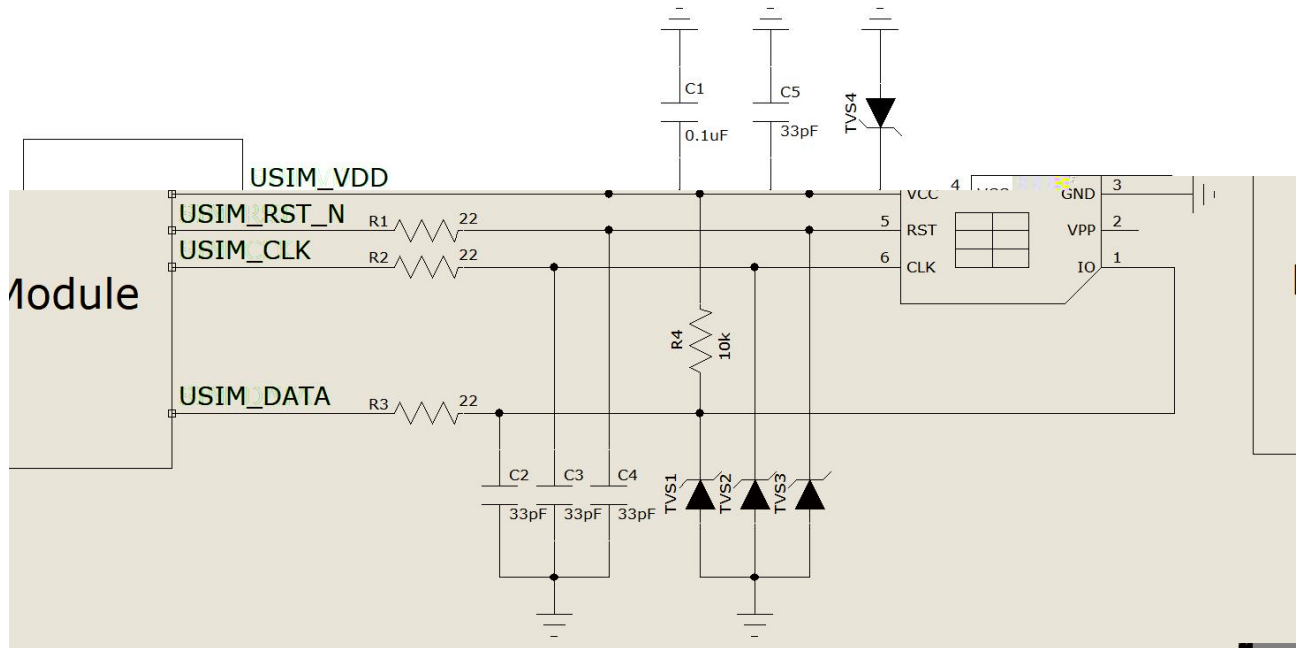 C1
0.1uF
C5
33pF
TVS4
USIM_VDD
USIM_RST_N
USIM_CLK
USIM_DATA
Module
R1
22
R2
22
R3
22
R4
10k
4
VCC
5
RST
6
CLK
GND
3
VPP
2
IO
1
C2
33pF
C3
33pF
C4
33pF
TVS1
TVS2
TVS3